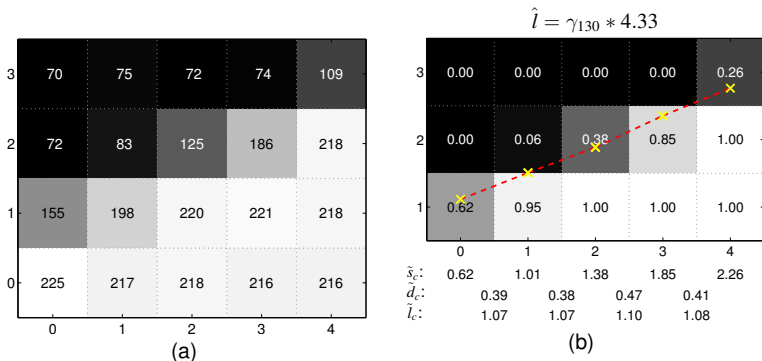 l̂ = γ₁₃₀ * 4.33
3 70 75 72 74 109
2 72 83 125 186 218
1 155 198 220 221 218
0 225 217 218 216 216
0 1 2 3 4
(a)
3 0.00 0.00 0.00 0.00 0.26
2 0.00 0.06 0.38 0.85 1.00
1 0.62 0.95 1.00 1.00 1.00
0 1 2 3 4
s̃_c: 0.62 1.01 1.38 1.85 2.26
d̃_c: 0.39 0.38 0.47 0.41
l̃_c: 1.07 1.07 1.10 1.08
(b)